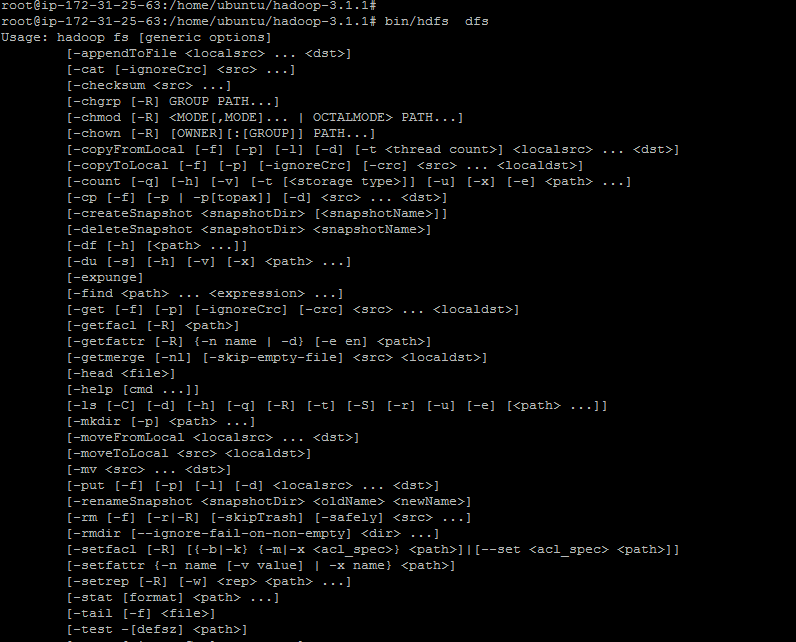 root@ip-172-31-25-63:/home/ubuntu/hadoop-3.1.1#
root@ip-172-31-25-63:/home/ubuntu/hadoop-3.1.1# bin/hdfs  dfs
Usage: hadoop fs [generic options]
        [-appendToFile <localsrc> ... <dst>]
        [-cat [-ignoreCrc] <src> ...]
        [-checksum <src> ...]
        [-chgrp [-R] GROUP PATH...]
        [-chmod [-R] <MODE[,MODE]... | OCTALMODE> PATH...]
        [-chown [-R] [OWNER][:[GROUP]] PATH...]
        [-copyFromLocal [-f] [-p] [-l] [-d] [-t <thread count>] <localsrc> ... <dst>]
        [-copyToLocal [-f] [-p] [-ignoreCrc] [-crc] <src> ... <localdst>]
        [-count [-q] [-h] [-v] [-t [<storage type>]] [-u] [-x] [-e] <path> ...]
        [-cp [-f] [-p | -p[topax]] [-d] <src> ... <dst>]
        [-createSnapshot <snapshotDir> [<snapshotName>]]
        [-deleteSnapshot <snapshotDir> <snapshotName>]
        [-df [-h] [<path> ...]]
        [-du [-s] [-h] [-v] [-x] <path> ...]
        [-expunge]
        [-find <path> ... <expression> ...]
        [-get [-f] [-p] [-ignoreCrc] [-crc] <src> ... <localdst>]
        [-getfacl [-R] <path>]
        [-getfattr [-R] {-n name | -d} [-e en] <path>]
        [-getmerge [-nl] [-skip-empty-file] <src> <localdst>]
        [-head <file>]
        [-help [cmd ...]]
        [-ls [-C] [-d] [-h] [-q] [-R] [-t] [-S] [-r] [-u] [-e] [<path> ...]]
        [-mkdir [-p] <path> ...]
        [-moveFromLocal <localsrc> ... <dst>]
        [-moveToLocal <src> <localdst>]
        [-mv <src> ... <dst>]
        [-put [-f] [-p] [-l] [-d] <localsrc> ... <dst>]
        [-renameSnapshot <snapshotDir> <oldName> <newName>]
        [-rm [-f] [-r|-R] [-skipTrash] [-safely] <src> ...]
        [-rmdir [--ignore-fail-on-non-empty] <dir> ...]
        [-setfacl [-R] [{-b|-k} {-m|-x <acl_spec>} <path>]|[--set <acl_spec> <path>]]
        [-setfattr {-n name [-v value] | -x name} <path>]
        [-setrep [-R] [-w] <rep> <path> ...]
        [-stat [format] <path> ...]
        [-tail [-f] <file>]
        [-test -[defsz] <path>]